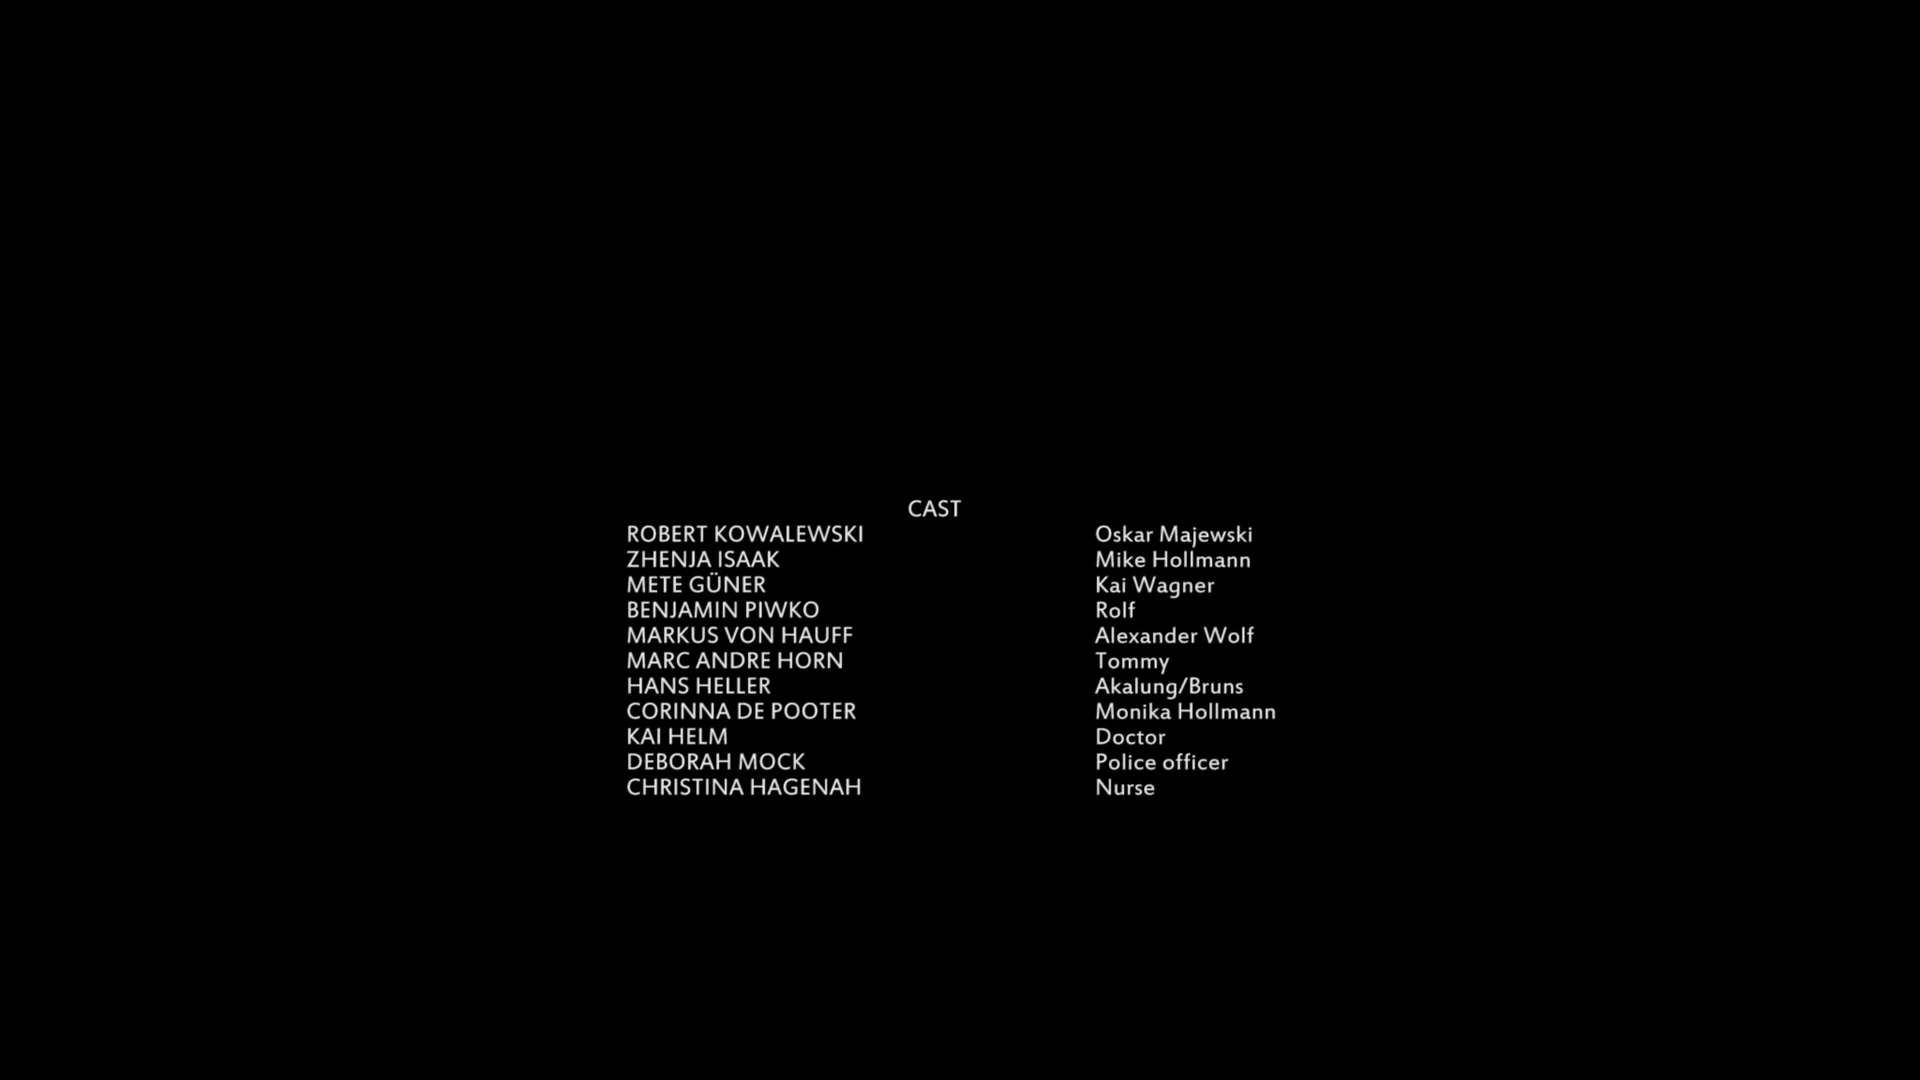 CAST
ROBERT KOWALEWSKI Oskar Majewski
ZHENJA ISAAK Mike Hollmann
METE GÜNER Kai Wagner
BENJAMIN PIWKO Rolf
MARKUS VON HAUFF Alexander Wolf
MARC ANDRE HORN Tommy
HANS HELLER Akalung/Bruns
CORINNA DE POOTER Monika Hollmann
KAI HELM Doctor
DEBORAH MOCK Police officer
CHRISTINA HAGENAH Nurse